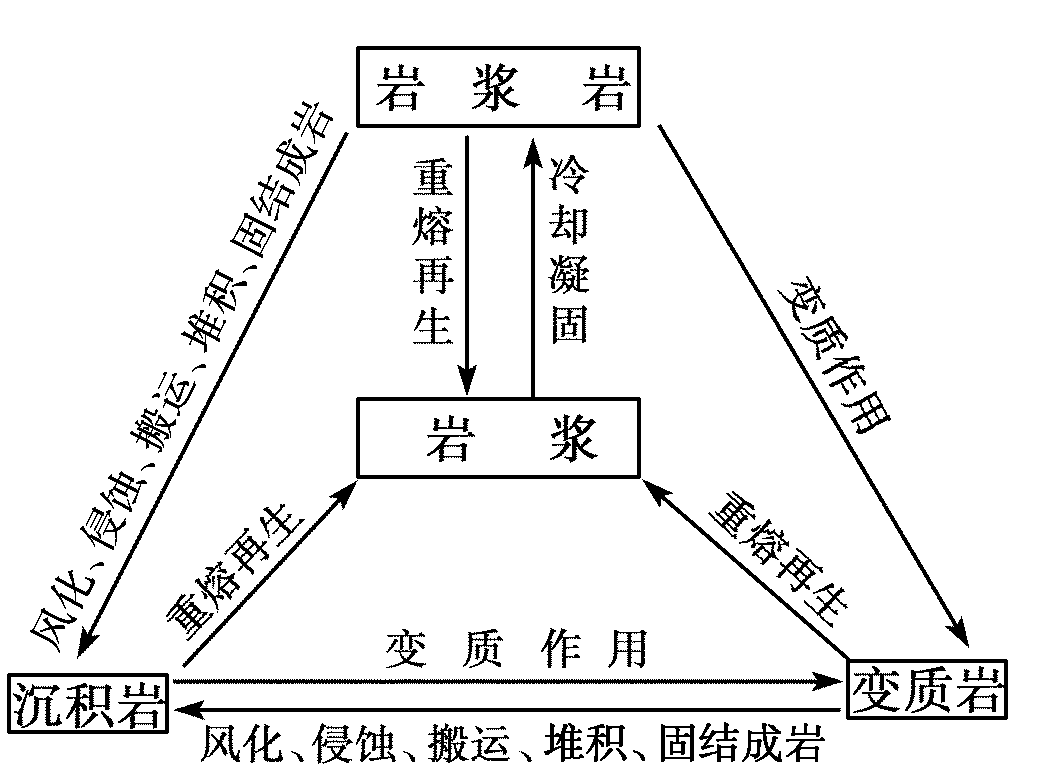 岩浆岩
风化、侵蚀、搬运、堆积、固结成岩
重熔再生
冷却凝固
变质作用
岩浆
重熔再生
重熔再生
变质作用
沉积岩
变质岩
风化、侵蚀、搬运、堆积、固结成岩